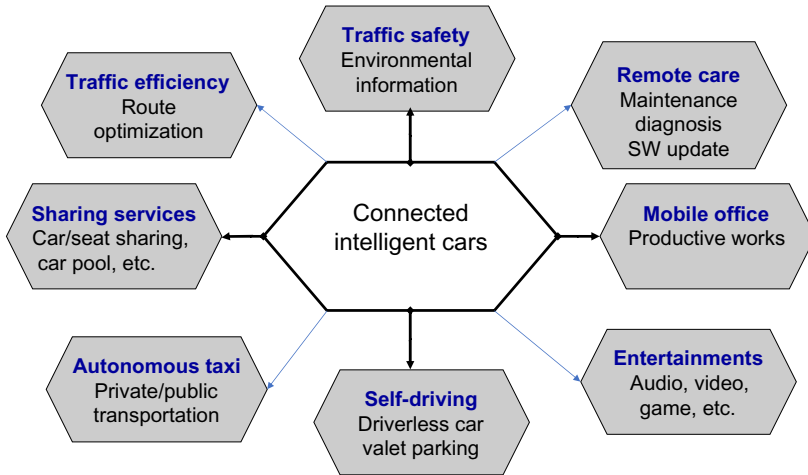 Traffic safety
Environmental
information
Traffic efficiency
Route
optimization
Remote care
Maintenance
diagnosis
SW update
Sharing services
Car/seat sharing,
car pool, etc.
Connected
intelligent cars
Mobile office
Productive works
Autonomous taxi
Private/public
transportation
Self-driving
Driverless car
valet parking
Entertainments
Audio, video,
game, etc.